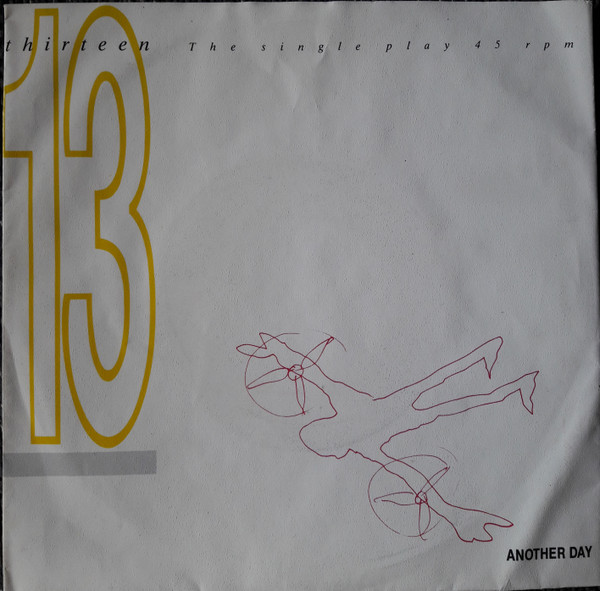 thirteen The single play 45 rpm
13
ANOTHER DAY